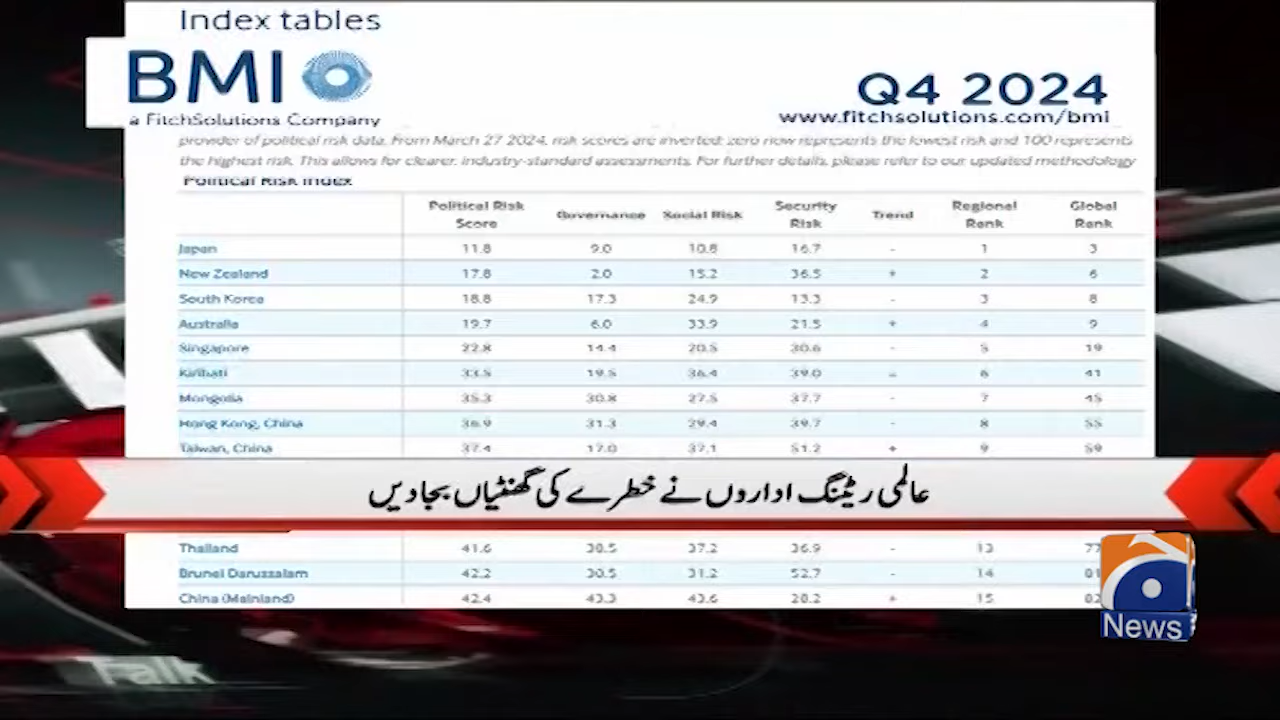 Index tables
BMI
a FitchSolutions Company
Q4 2024
www.fitchsolutions.com/bmi
provider of political risk data. From March 27 2024, risk scores are inverted: zero now represents the lowest risk and 100 represents
the highest risk. This allows for clearer, industry-standard assessments. For further details, please refer to our updated methodology
Political Risk Index
Political Risk Score Governance Social Risk Security Risk Trend Regional Rank Global Rank
Japan 11.8 9.0 10.8 16.7 - 1 3
New Zealand 17.8 2.0 15.2 36.5 + 2 6
South Korea 18.8 17.3 24.9 13.3 - 3 8
Australia 19.7 6.0 33.9 21.5 + 4 9
Singapore 22.8 14.4 20.5 30.6 - 5 19
Kiribati 33.5 19.5 36.4 39.0 = 6 41
Mongolia 35.3 30.8 27.5 37.7 - 7 45
Hong Kong, China 36.9 31.3 29.4 39.7 - 8 55
Taiwan, China 37.4 17.0 37.1 51.2 + 9 59
عالمی ریٹنگ اداروں نے خطرے کی گھنٹیاں بجادیں
Thailand 41.6 30.5 37.2 36.9 - 13 77
Brunei Darussalam 42.2 30.5 31.2 52.7 - 14
China (Mainland) 42.4 43.3 43.6 28.2 + 15
News
Talk